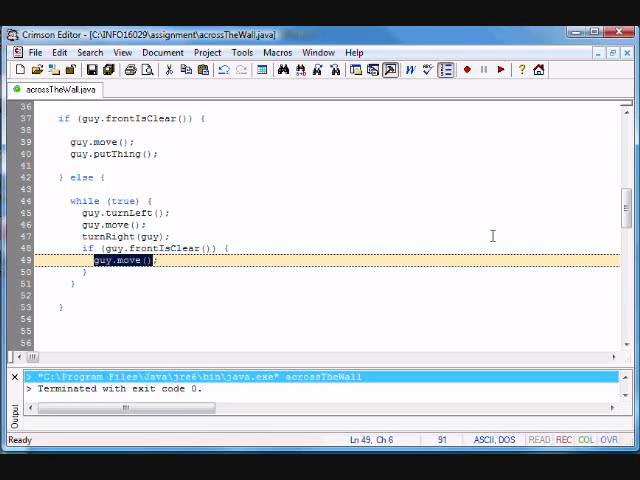 Crimson Editor - [C:\INFO16029\assignment\acrossTheWall.java]
File Edit Search View Document Project Tools Macros Window Help
acrossTheWall.java
36
37 if (guy.frontIsClear()) {
38
39 guy.move();
40 guy.putThing();
41
42 } else {
43
44 while (true) {
45 guy.turnLeft();
46 guy.move();
47 turnRight(guy);
48 if (guy.frontIsClear()) {
49 guy.move();
50 }
51 }
52
53 }
54
55
56
> "C:\Program Files\Java\jre6\bin\java.exe" acrossTheWall
> Terminated with exit code 0.
Output
Ready Ln 49, Ch 6 91 ASCII, DOS READ REC COL OVR